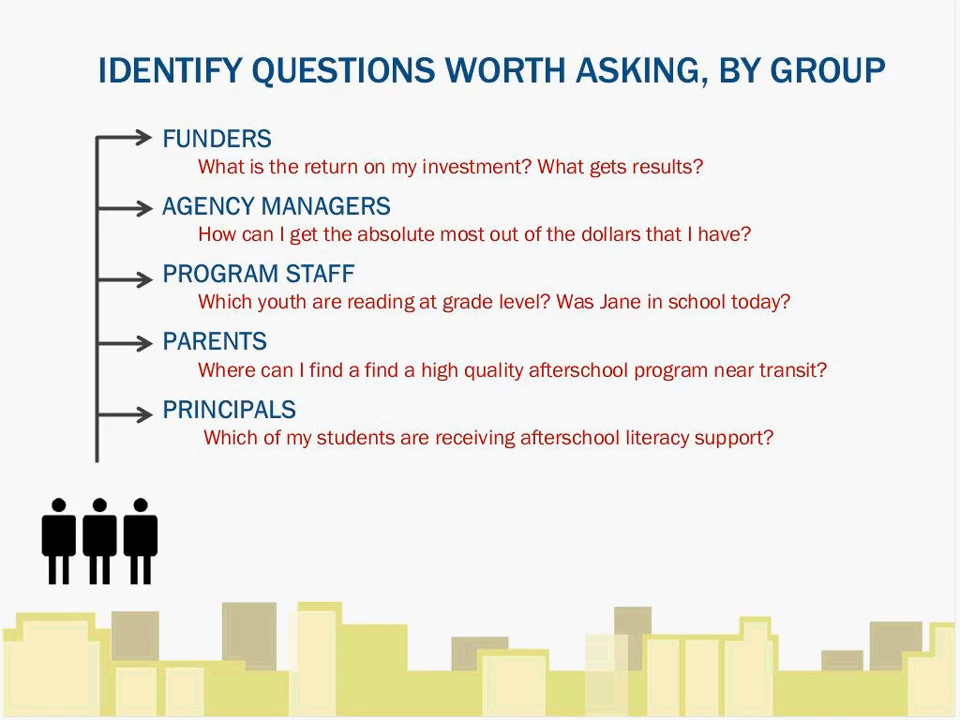 IDENTIFY QUESTIONS WORTH ASKING, BY GROUP
FUNDERS
What is the return on my investment? What gets results?
AGENCY MANAGERS
How can I get the absolute most out of the dollars that I have?
PROGRAM STAFF
Which youth are reading at grade level? Was Jane in school today?
PARENTS
Where can I find a find a high quality afterschool program near transit?
PRINCIPALS
Which of my students are receiving afterschool literacy support?